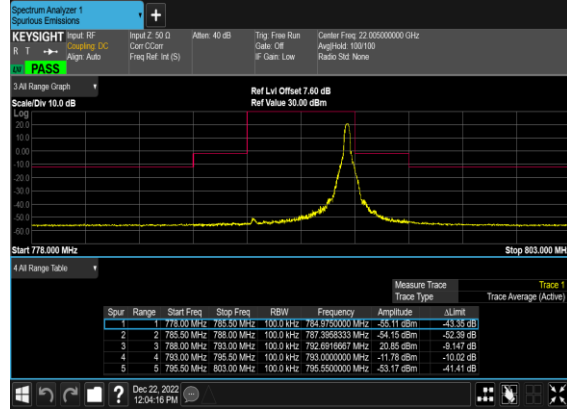 Spectrum Analyzer 1
Spurious Emissions
KEYSIGHT Input: RF Input Z: 50 Ω Atten: 40 dB Trig: Free Run Center Freq: 22.005000000 GHz
R T Coupling: DC Corr CCorr Gate: Off Avg|Hold: 100/100
Align: Auto Freq Ref: Int (S) IF Gain: Low Radio Std: None
PASS
3 All Range Graph
Ref Lvl Offset 7.60 dB
Scale/Div 10.0 dB Ref Value 30.00 dBm
Log
20.0
10.0
0.00
-10.0
-20.0
-30.0
-40.0
-50.0
-60.0
Start 778.000 MHz Stop 803.000 MH
4 All Range Table
Measure Trace Trace 1
Trace Type Trace Average (Active)
Spur Range Start Freq Stop Freq RBW Frequency Amplitude ΔLimit
1 1 778.00 MHz 785.50 MHz 100.0 kHz 784.9750000 MHz -55.11 dBm -43.35 dB
2 2 785.50 MHz 788.00 MHz 100.0 kHz 787.3958333 MHz -54.15 dBm -52.39 dB
3 3 788.00 MHz 793.00 MHz 100.0 kHz 792.6916667 MHz 20.85 dBm -9.147 dB
4 4 793.00 MHz 795.50 MHz 100.0 kHz 793.0000000 MHz -11.78 dBm -10.02 dB
5 5 795.50 MHz 803.00 MHz 100.0 kHz 795.5500000 MHz -53.17 dBm -41.41 dB
Dec 22, 2022
12:04:16 PM